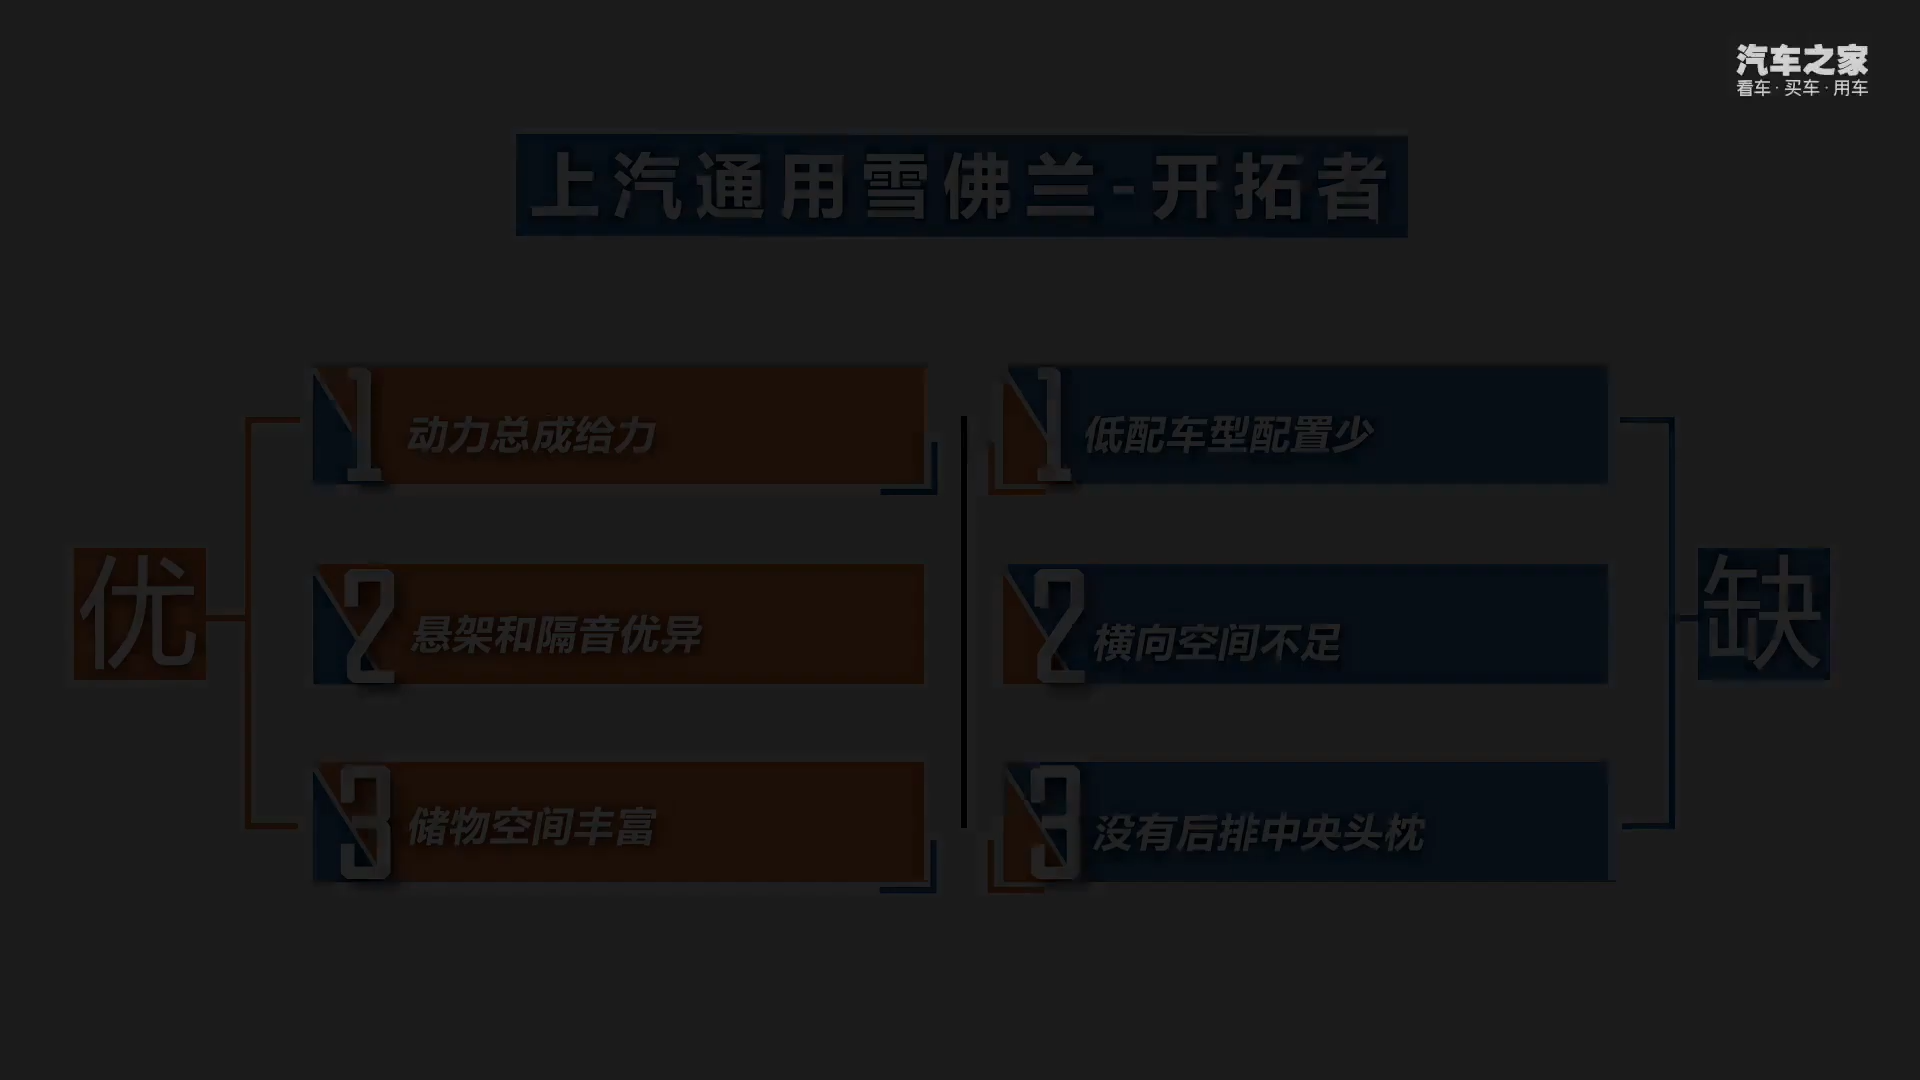 汽车之家
看车·买车·用车
上汽通用雪佛兰-开拓者
优
1 动力总成给力
2 悬架和隔音优异
3 储物空间丰富
1 低配车型配置少
2 横向空间不足
3 没有后排中央头枕
缺